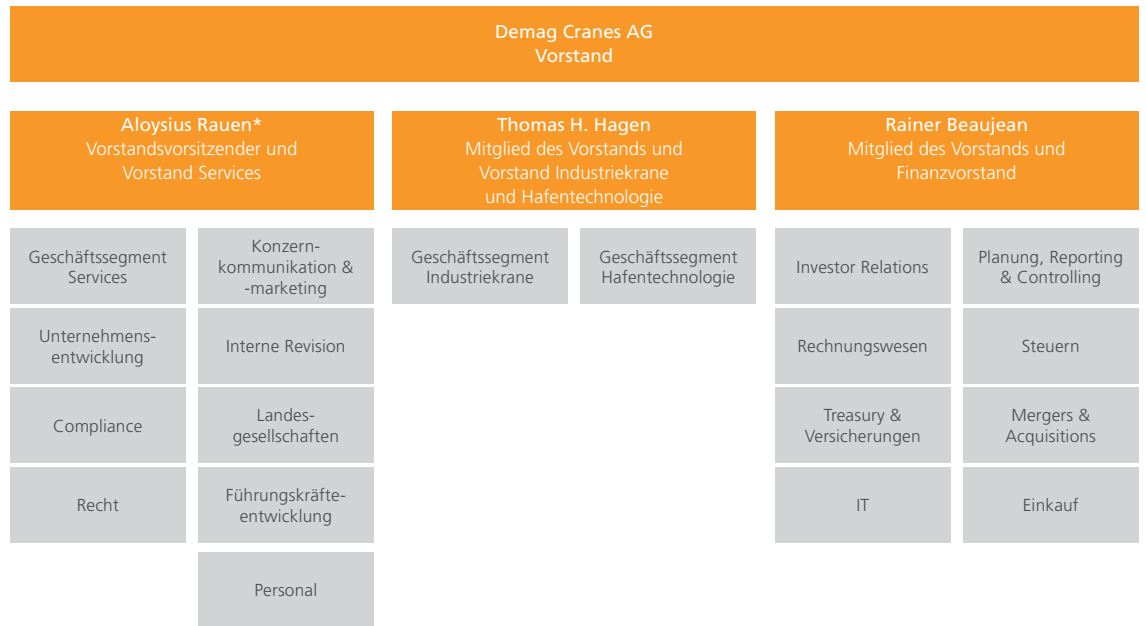 Demag Cranes AG
Vorstand
Aloysius Rauen*
Vorstandsvorsitzender und
Vorstand Services
Thomas H. Hagen
Mitglied des Vorstands und
Vorstand Industriekrane
und Hafentechnologie
Rainer Beaujean
Mitglied des Vorstands und
Finanzvorstand
Geschäftssegment
Services
Konzern-
kommunikation &
-marketing
Unternehmens-
entwicklung
Interne Revision
Compliance
Landes-
gesellschaften
Recht
Führungskräfte-
entwicklung
Personal
Geschäftssegment
Industriekrane
Geschäftssegment
Hafentechnologie
Investor Relations
Planung, Reporting
& Controlling
Rechnungswesen
Steuern
Treasury &
Versicherungen
Mergers &
Acquisitions
IT
Einkauf